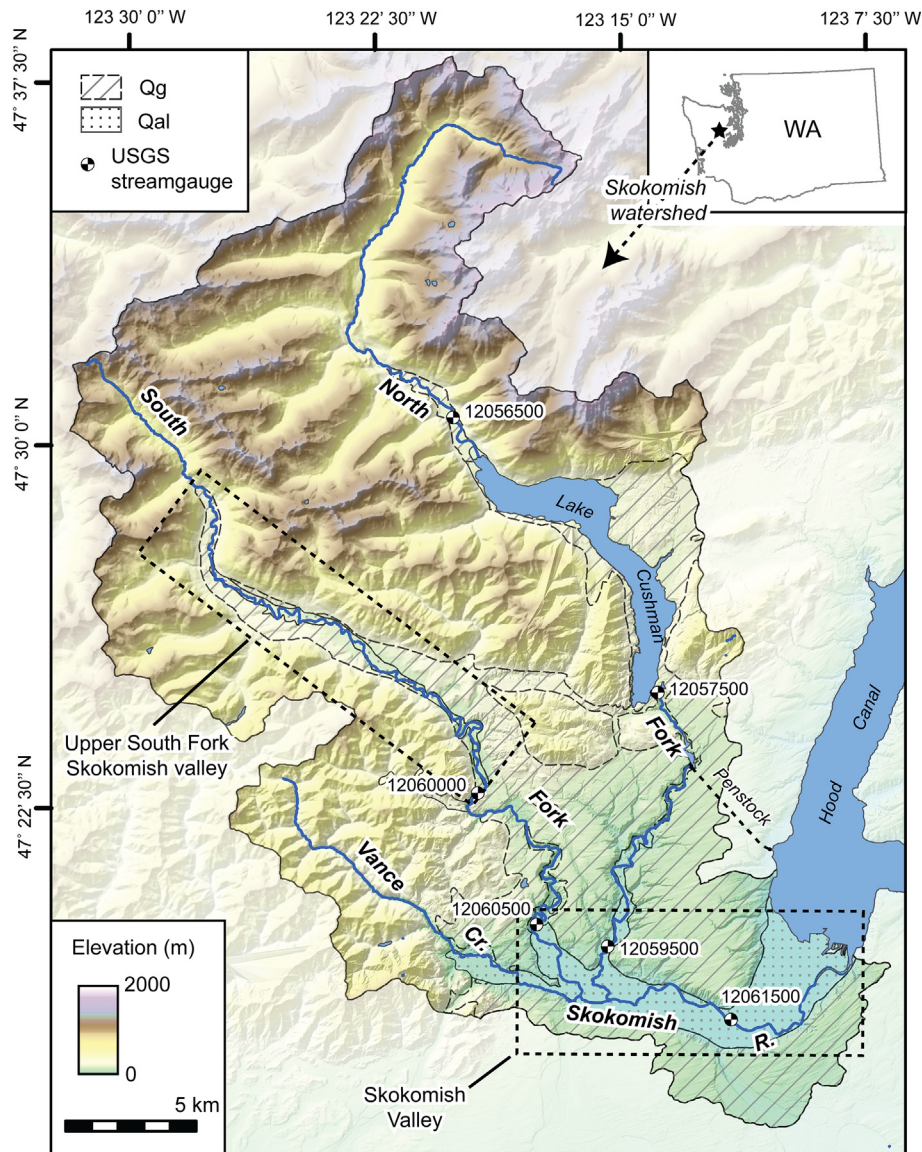 123 30' 0'' W
123 22' 30'' W
123 15' 0'' W
123 7' 30'' W
47˚ 37' 30'' N
47˚ 30' 0'' N
47˚ 22' 30'' N
Qg
Qal
USGS
streamgauge
WA
Skokomish
watershed
South
North
12056500
Lake
Cushman
12057500
Fork
Upper South Fork
Skokomish valley
12060000
Fork
Penstock
Hood
Canal
Vance
Cr.
12060500
12059500
12061500
Skokomish
R.
Elevation (m)
2000
0
5 km
Skokomish
Valley